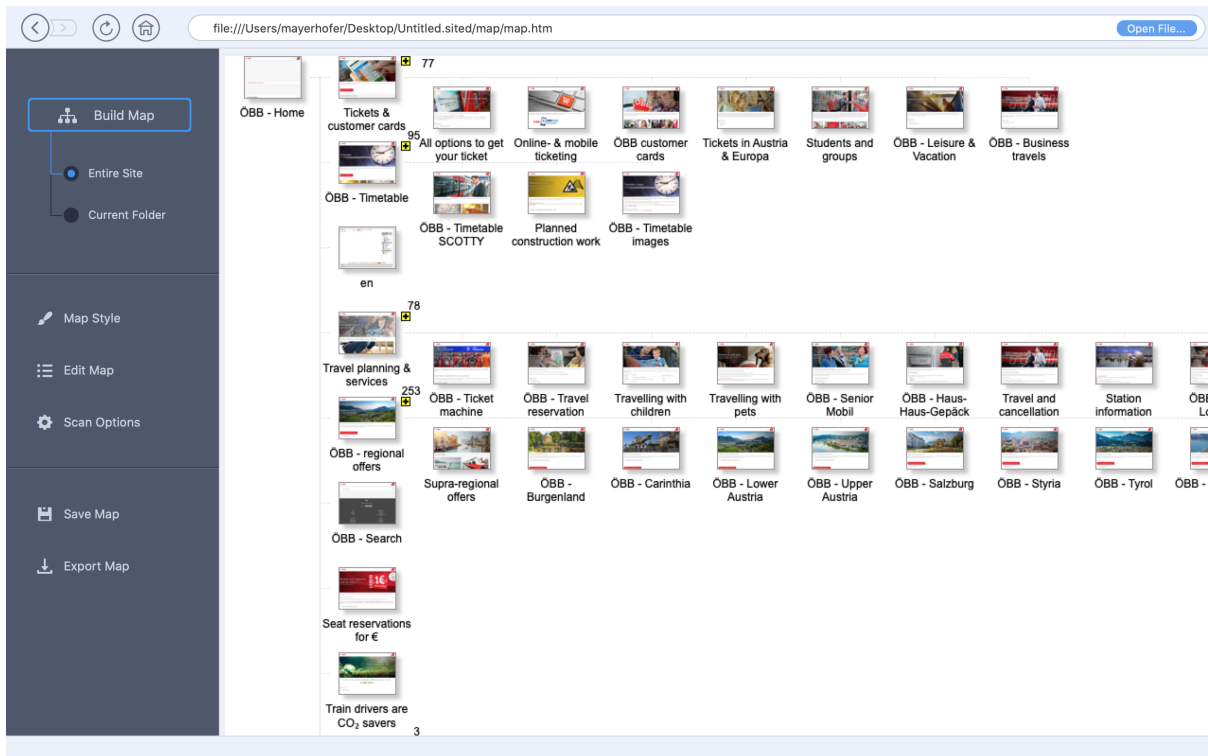 file:///Users/mayerhofer/Desktop/Untitled.sited/map/map.htm
Open File...
Build Map
Entire Site
Current Folder
Map Style
Edit Map
Scan Options
Save Map
Export Map
ÖBB - Home
77
Tickets &
customer cards
All options to get
your ticket
Online- & mobile
ticketing
ÖBB customer
cards
Tickets in Austria
& Europa
Students and
groups
ÖBB - Leisure &
Vacation
ÖBB - Business
travels
95
ÖBB - Timetable
ÖBB - Timetable
SCOTTY
Planned
construction work
ÖBB - Timetable
images
en
78
Travel planning &
services
ÖBB - Ticket
machine
ÖBB - Travel
reservation
Travelling with
children
Travelling with
pets
ÖBB - Senior
Mobil
ÖBB - Haus-
Haus-Gepäck
Travel and
cancellation
Station
information
ÖBB
Lo
253
ÖBB - regional
offers
Supra-regional
offers
ÖBB -
Burgenland
ÖBB - Carinthia
ÖBB - Lower
Austria
ÖBB - Upper
Austria
ÖBB - Salzburg
ÖBB - Styria
ÖBB - Tyrol
ÖBB -
ÖBB - Search
1€
Seat reservations
for €
Train drivers are
CO₂ savers
3